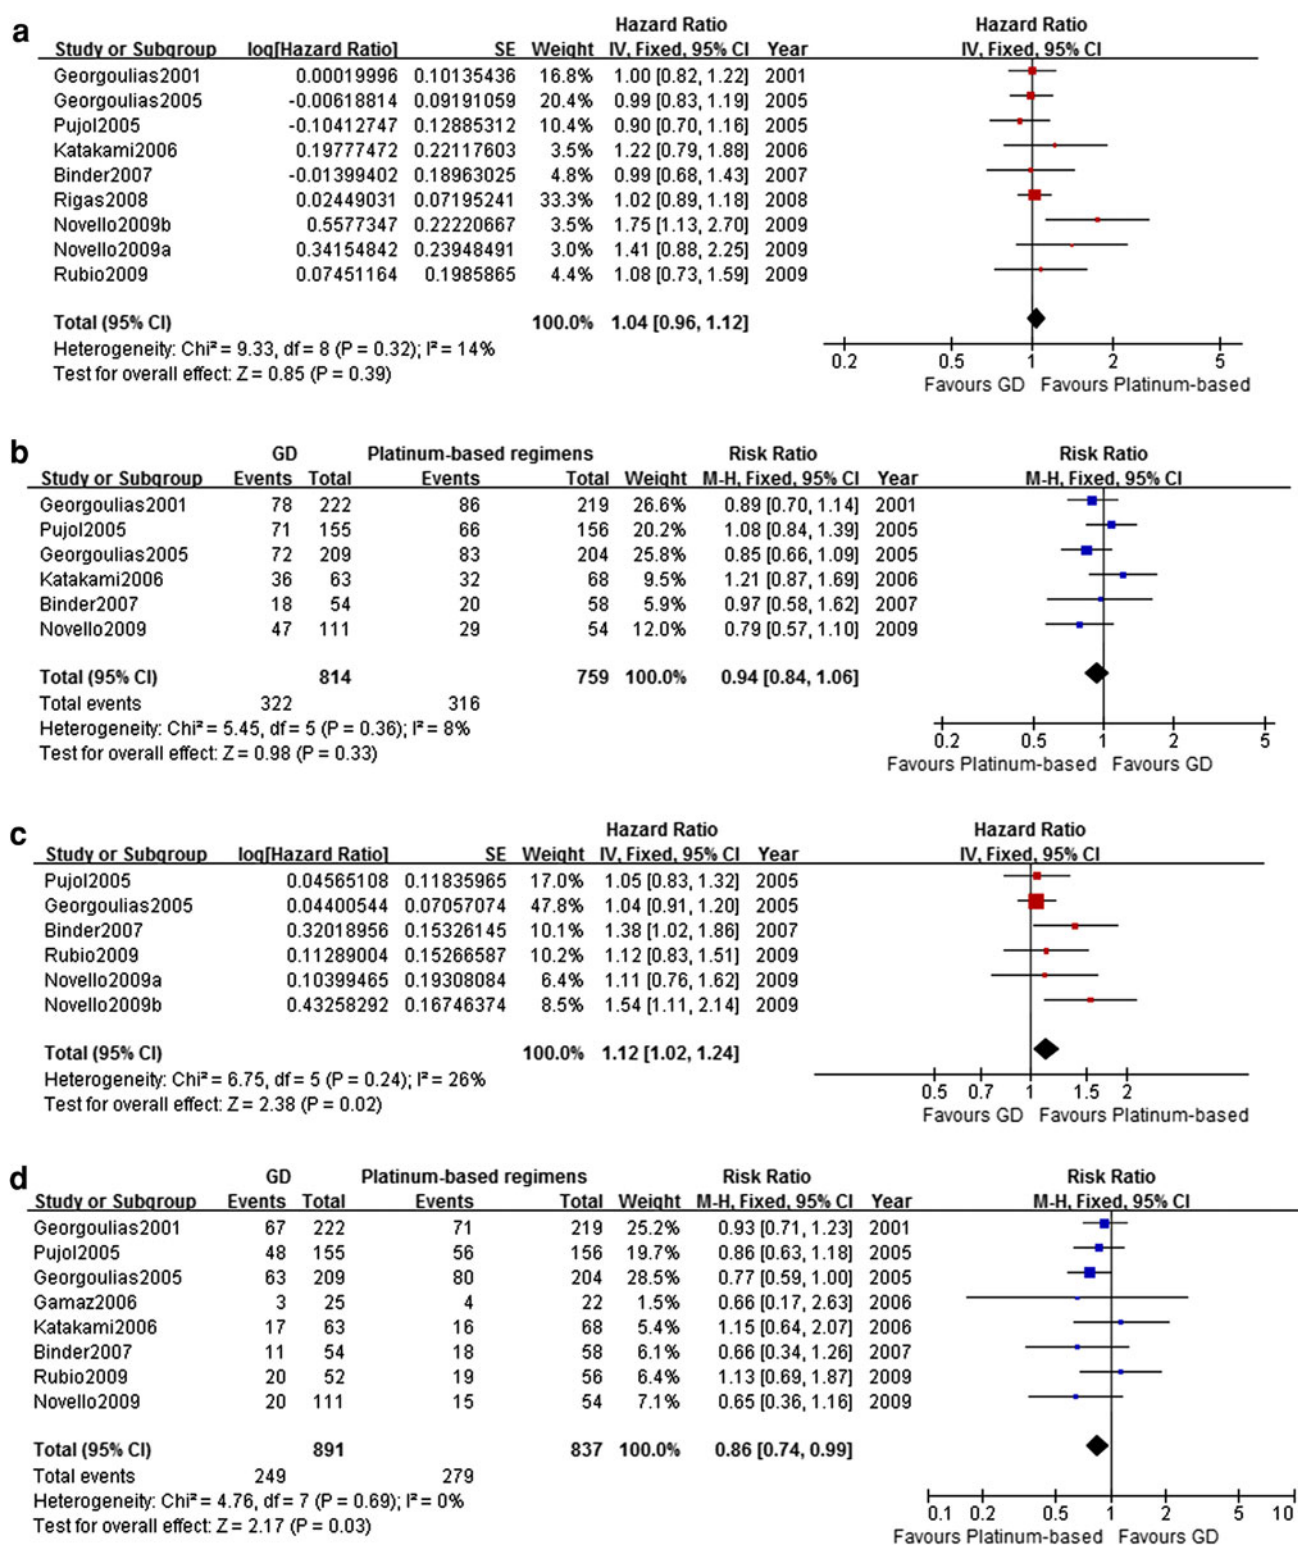 a
Hazard Ratio Hazard Ratio
Study or Subgroup log[Hazard Ratio] SE Weight IV, Fixed, 95% CI Year IV, Fixed, 95% CI
Georgoulias2001 0.00019996 0.10135436 16.8% 1.00 [0.82, 1.22] 2001
Georgoulias2005 -0.00618814 0.09191059 20.4% 0.99 [0.83, 1.19] 2005
Pujol2005 -0.10412747 0.12885312 10.4% 0.90 [0.70, 1.16] 2005
Katakami2006 0.19777472 0.22117603 3.5% 1.22 [0.79, 1.88] 2006
Binder2007 -0.01399402 0.18963025 4.8% 0.99 [0.68, 1.43] 2007
Rigas2008 0.02449031 0.07195241 33.3% 1.02 [0.89, 1.18] 2008
Novello2009b 0.5577347 0.22220667 3.5% 1.75 [1.13, 2.70] 2009
Novello2009a 0.34154842 0.23948491 3.0% 1.41 [0.88, 2.25] 2009
Rubio2009 0.07451164 0.1985865 4.4% 1.08 [0.73, 1.59] 2009
Total (95% CI) 100.0% 1.04 [0.96, 1.12]
Heterogeneity: Chi² = 9.33, df = 8 (P = 0.32); I² = 14%
Test for overall effect: Z = 0.85 (P = 0.39)
0.2 0.5 1 2 5
Favours GD Favours Platinum-based
b
GD Platinum-based regimens Risk Ratio Risk Ratio
Study or Subgroup Events Total Events Total Weight M-H, Fixed, 95% CI Year M-H, Fixed, 95% CI
Georgoulias2001 78 222 86 219 26.6% 0.89 [0.70, 1.14] 2001
Pujol2005 71 155 66 156 20.2% 1.08 [0.84, 1.39] 2005
Georgoulias2005 72 209 83 204 25.8% 0.85 [0.66, 1.09] 2005
Katakami2006 36 63 32 68 9.5% 1.21 [0.87, 1.69] 2006
Binder2007 18 54 20 58 5.9% 0.97 [0.58, 1.62] 2007
Novello2009 47 111 29 54 12.0% 0.79 [0.57, 1.10] 2009
Total (95% CI) 814 759 100.0% 0.94 [0.84, 1.06]
Total events 322 316
Heterogeneity: Chi² = 5.45, df = 5 (P = 0.36); I² = 8%
Test for overall effect: Z = 0.98 (P = 0.33)
0.2 0.5 1 2 5
Favours Platinum-based Favours GD
c
Hazard Ratio Hazard Ratio
Study or Subgroup log[Hazard Ratio] SE Weight IV, Fixed, 95% CI Year IV, Fixed, 95% CI
Pujol2005 0.04565108 0.11835965 17.0% 1.05 [0.83, 1.32] 2005
Georgoulias2005 0.04400544 0.07057074 47.8% 1.04 [0.91, 1.20] 2005
Binder2007 0.32018956 0.15326145 10.1% 1.38 [1.02, 1.86] 2007
Rubio2009 0.11289004 0.15266587 10.2% 1.12 [0.83, 1.51] 2009
Novello2009a 0.10399465 0.19308084 6.4% 1.11 [0.76, 1.62] 2009
Novello2009b 0.43258292 0.16746374 8.5% 1.54 [1.11, 2.14] 2009
Total (95% CI) 100.0% 1.12 [1.02, 1.24]
Heterogeneity: Chi² = 6.75, df = 5 (P = 0.24); I² = 26%
Test for overall effect: Z = 2.38 (P = 0.02)
0.5 0.7 1 1.5 2
Favours GD Favours Platinum-based
d
GD Platinum-based regimens Risk Ratio Risk Ratio
Study or Subgroup Events Total Events Total Weight M-H, Fixed, 95% CI Year M-H, Fixed, 95% CI
Georgoulias2001 67 222 71 219 25.2% 0.93 [0.71, 1.23] 2001
Pujol2005 48 155 56 156 19.7% 0.86 [0.63, 1.18] 2005
Georgoulias2005 63 209 80 204 28.5% 0.77 [0.59, 1.00] 2005
Gamaz2006 3 25 4 22 1.5% 0.66 [0.17, 2.63] 2006
Katakami2006 17 63 16 68 5.4% 1.15 [0.64, 2.07] 2006
Binder2007 11 54 18 58 6.1% 0.66 [0.34, 1.26] 2007
Rubio2009 20 52 19 56 6.4% 1.13 [0.69, 1.87] 2009
Novello2009 20 111 15 54 7.1% 0.65 [0.36, 1.16] 2009
Total (95% CI) 891 837 100.0% 0.86 [0.74, 0.99]
Total events 249 279
Heterogeneity: Chi² = 4.76, df = 7 (P = 0.69); I² = 0%
Test for overall effect: Z = 2.17 (P = 0.03)
0.1 0.2 0.5 1 2 5 10
Favours Platinum-based Favours GD